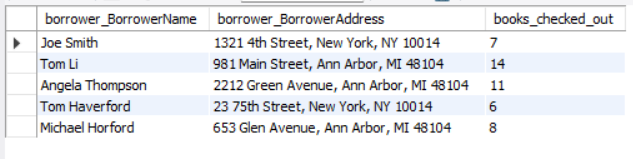 borrower_BorrowerName borrower_BorrowerAddress books_checked_out
Joe Smith 1321 4th Street, New York, NY 10014 7
Tom Li 981 Main Street, Ann Arbor, MI 48104 14
Angela Thompson 2212 Green Avenue, Ann Arbor, MI 48104 11
Tom Haverford 23 75th Street, New York, NY 10014 6
Michael Horford 653 Glen Avenue, Ann Arbor, MI 48104 8